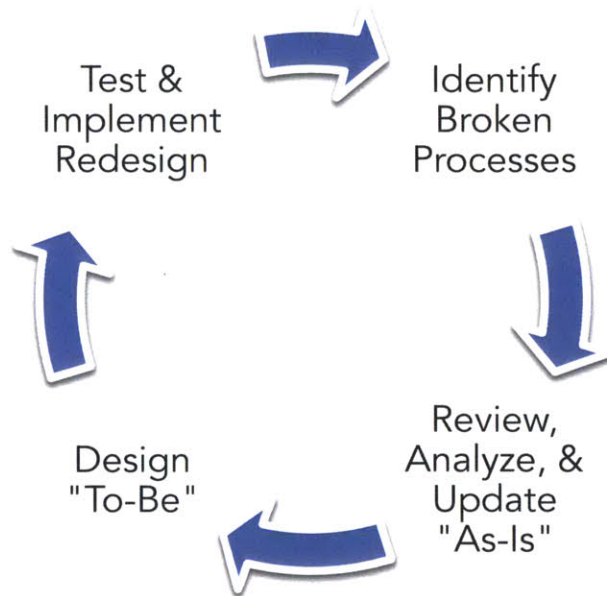 Test &
Implement
Redesign
Identify
Broken
Processes
Review,
Analyze, &
Update
"As-Is"
Design
"To-Be"